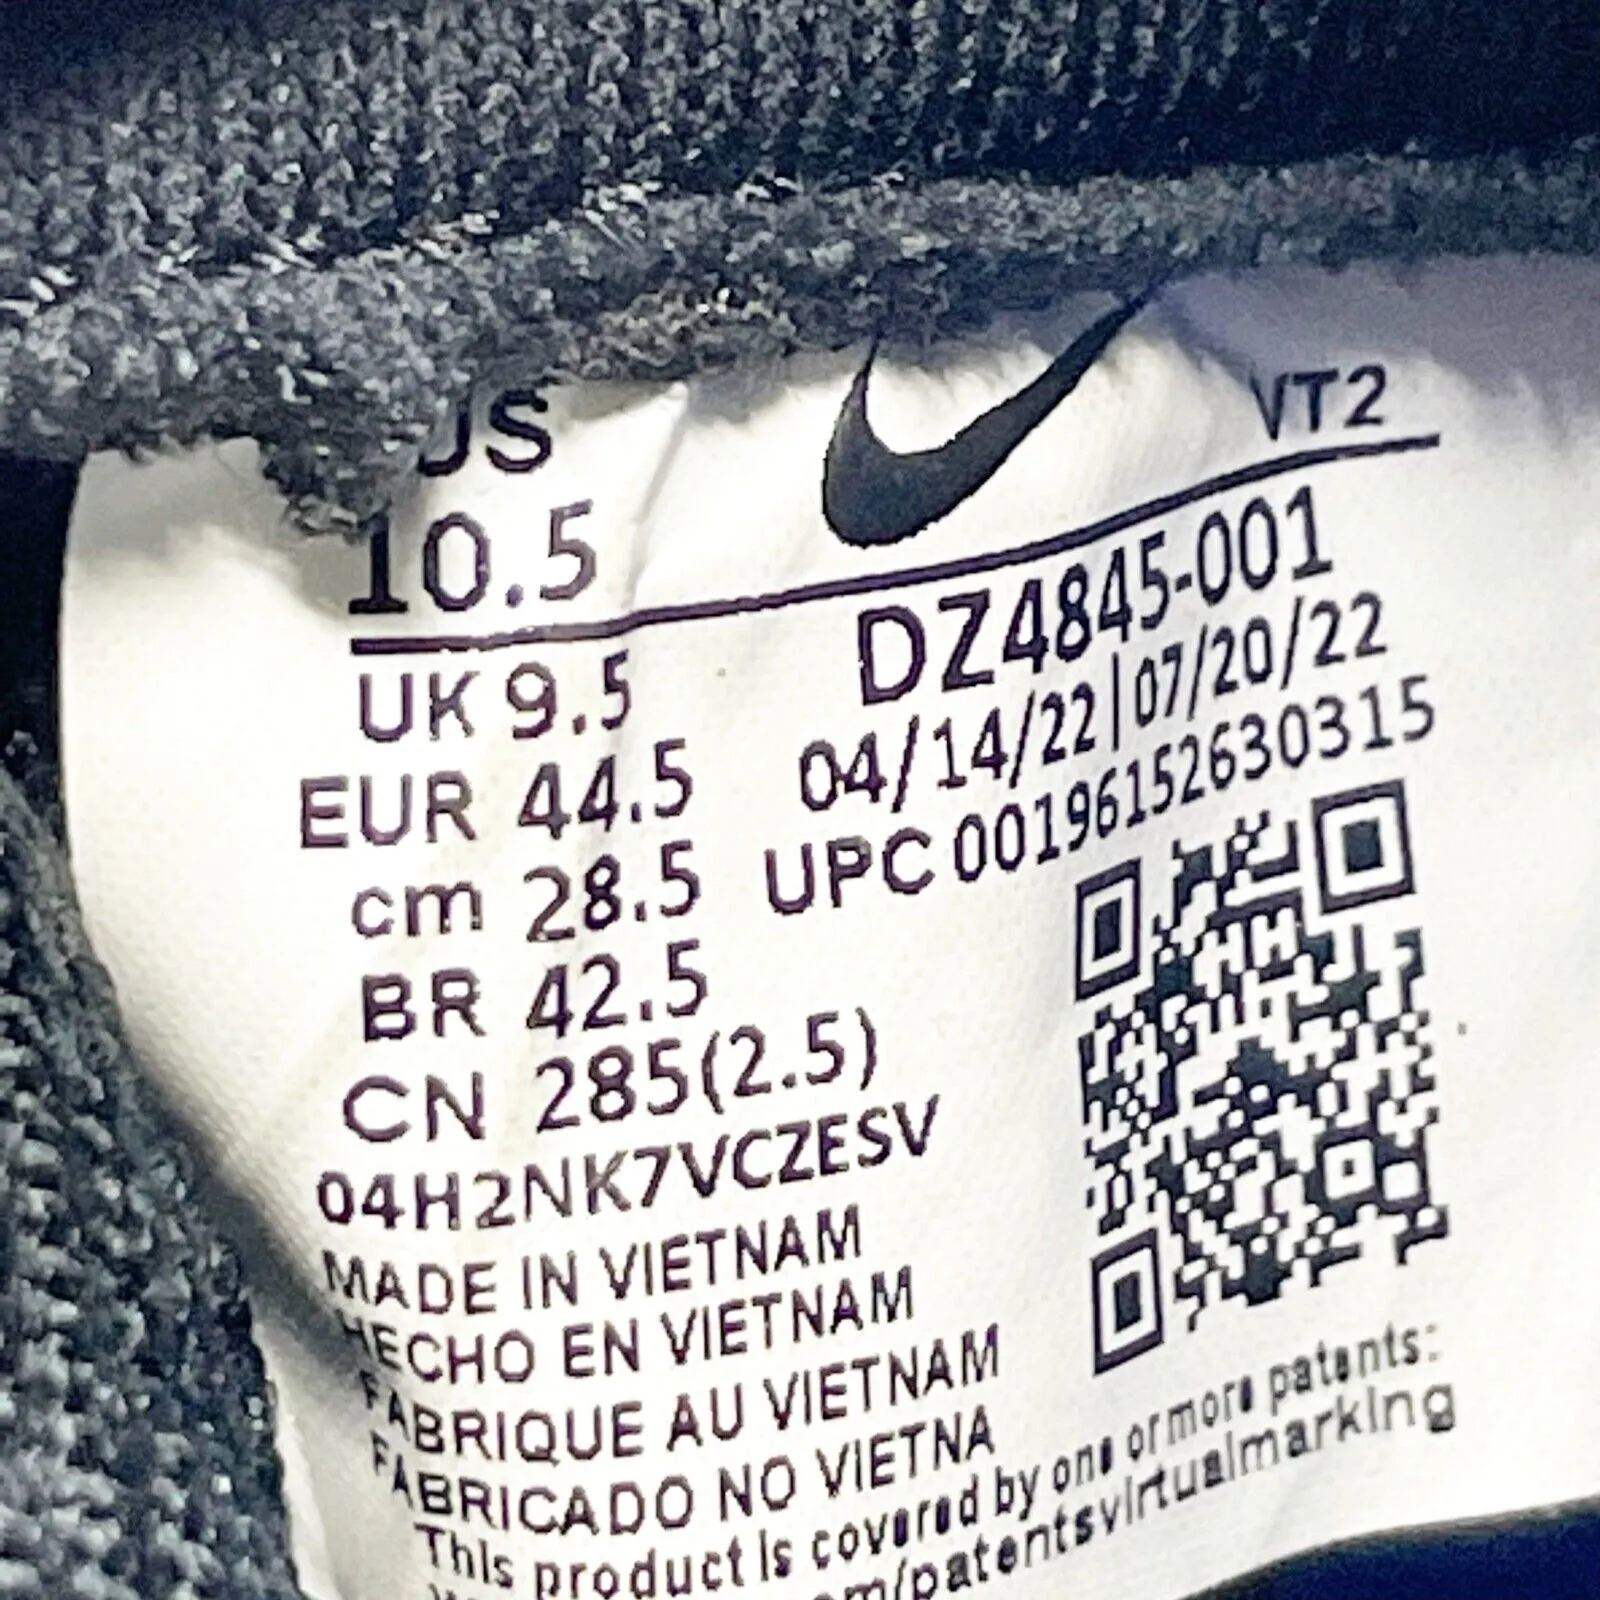 US VT2
10.5
DZ4845-001
UK 9.5 04/14/22|07/20/22
EUR 44.5 UPC 00196152630315
cm 28.5
BR 42.5
CN 285(2.5)
04H2NK7VCZESV
MADE IN VIETNAM
HECHO EN VIETNAM
FABRIQUE AU VIETNAM
FABRICADO NO VIETNA
This product is covered by one or more patents:
om/patentsvirtualmarking